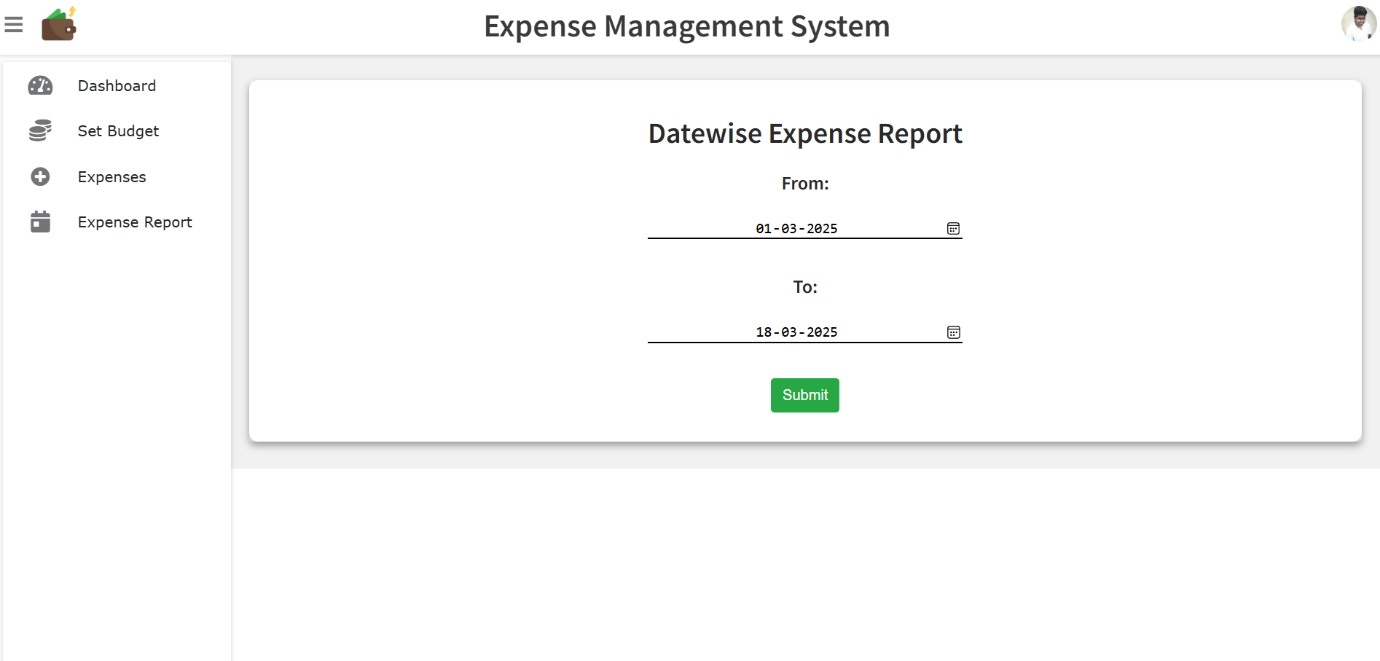 Expense Management System
Dashboard
Set Budget
Expenses
Expense Report
Datewise Expense Report
From:
01-03-2025
To:
18-03-2025
Submit